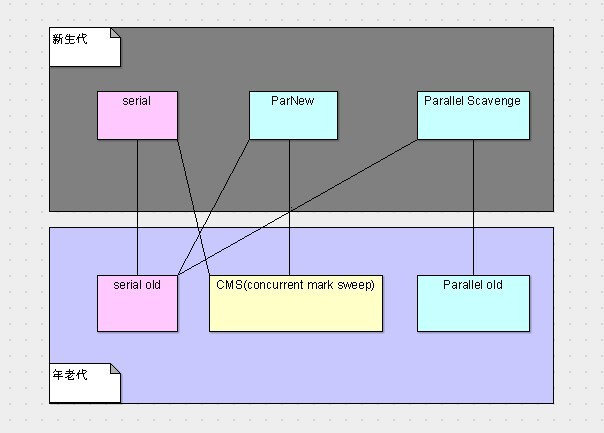 新生代
serial
ParNew
Parallel Scavenge
serial old
CMS(concurrent mark sweep)
Parallel old
年老代